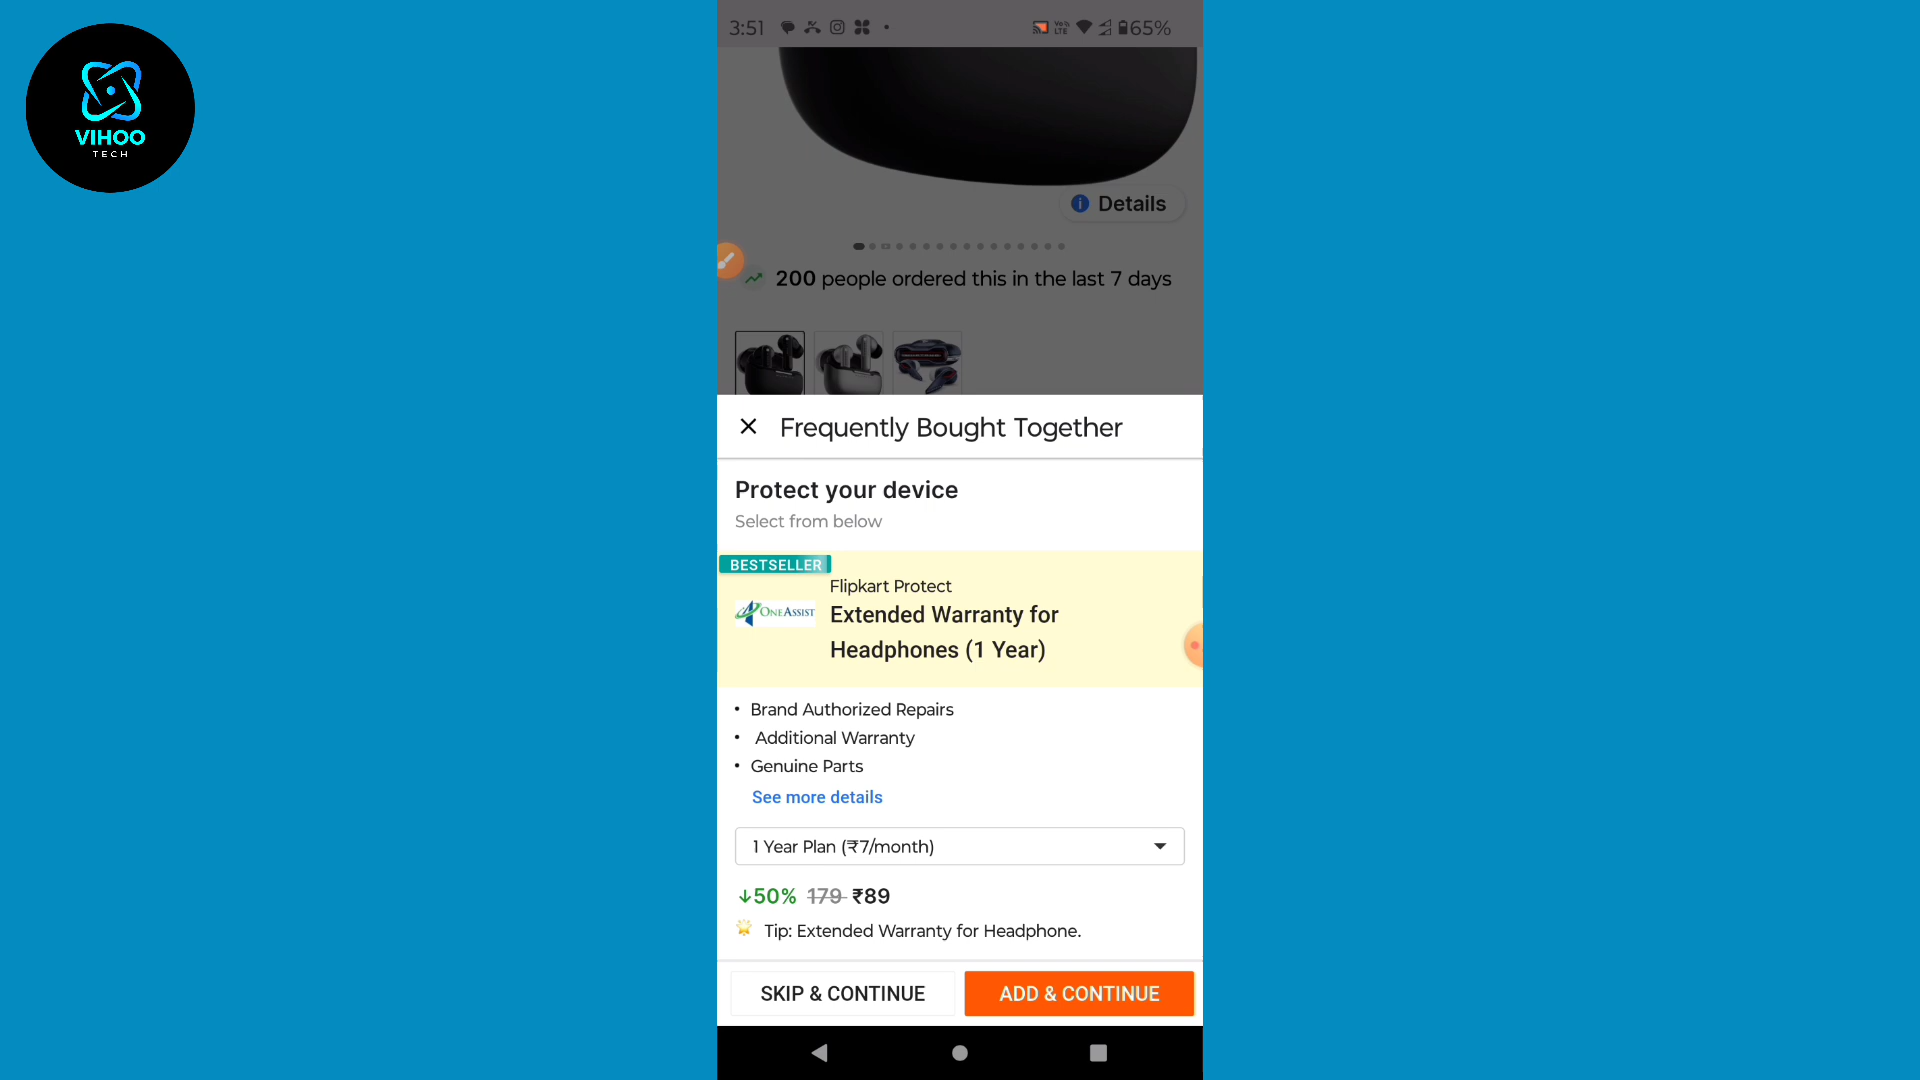 VIHOO
TECH
3:51
Vo))
LTE
65%
Details
200 people ordered this in the last 7 days
Frequently Bought Together
Protect your device
Select from below
BESTSELLER
Flipkart Protect
ONEASSIST
Extended Warranty for
Headphones (1 Year)
• Brand Authorized Repairs
• Additional Warranty
• Genuine Parts
See more details
1 Year Plan (₹7/month)
↓50% 179 ₹89
Tip: Extended Warranty for Headphone.
SKIP & CONTINUE
ADD & CONTINUE